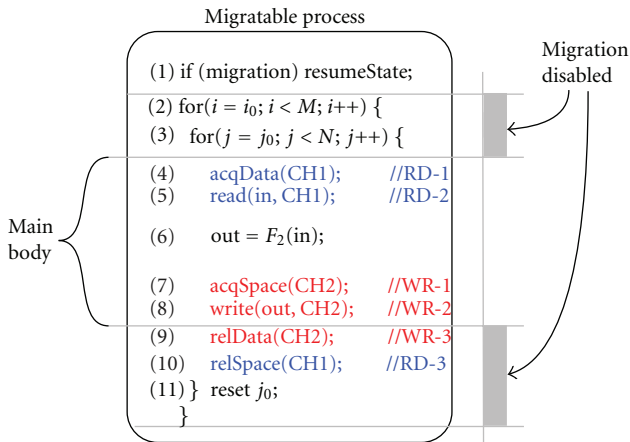 Migratable process
(1) if (migration) resumeState;
Migration
disabled
(2) for(i = i0; i < M; i++) {
(3) for(j = j0; j < N; j++) {
(4) acqData(CH1); //RD-1
(5) read(in, CH1); //RD-2
Main
body
(6) out = F2(in);
(7) acqSpace(CH2); //WR-1
(8) write(out, CH2); //WR-2
(9) relData(CH2); //WR-3
(10) relSpace(CH1); //RD-3
(11) } reset j0;
}